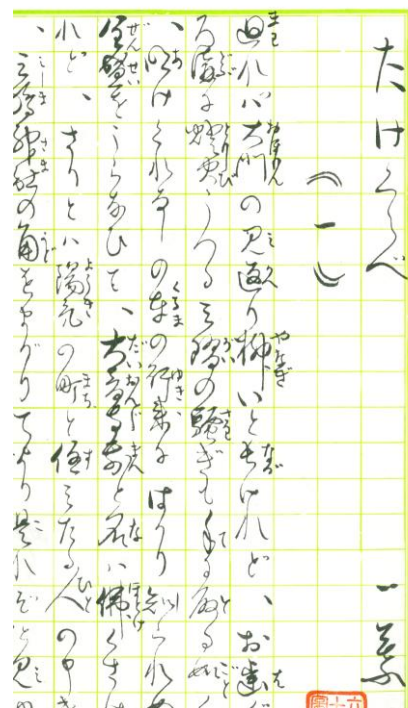 たけくらべ　一葉
（一）
廻れバ大門の見返り柳いと長けれど、お歯ぐ
ろ溝に燈火うつる三階の騒ぎも手に取る如く
、明けくれなしの車の行来にはかり知られぬ
全盛をうらなひて、大音寺前と名ハ佛くさけ
れど、さりとハ陽気の町と住みたる人の申き
、三嶋神社の角をまがりてより是れぞと見ゆ